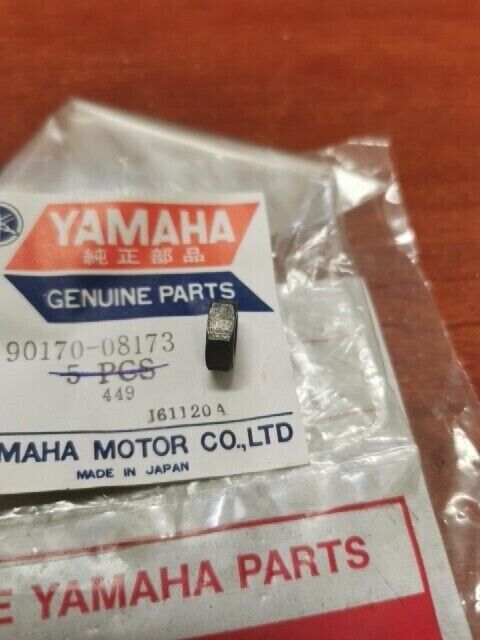 YAMAHA
純正部品
GENUINE PARTS
90170-08173
5 PCS
449
161120 A
AMAHA MOTOR CO.,LTD
MADE IN JAPAN
E YAMAHA PARTS